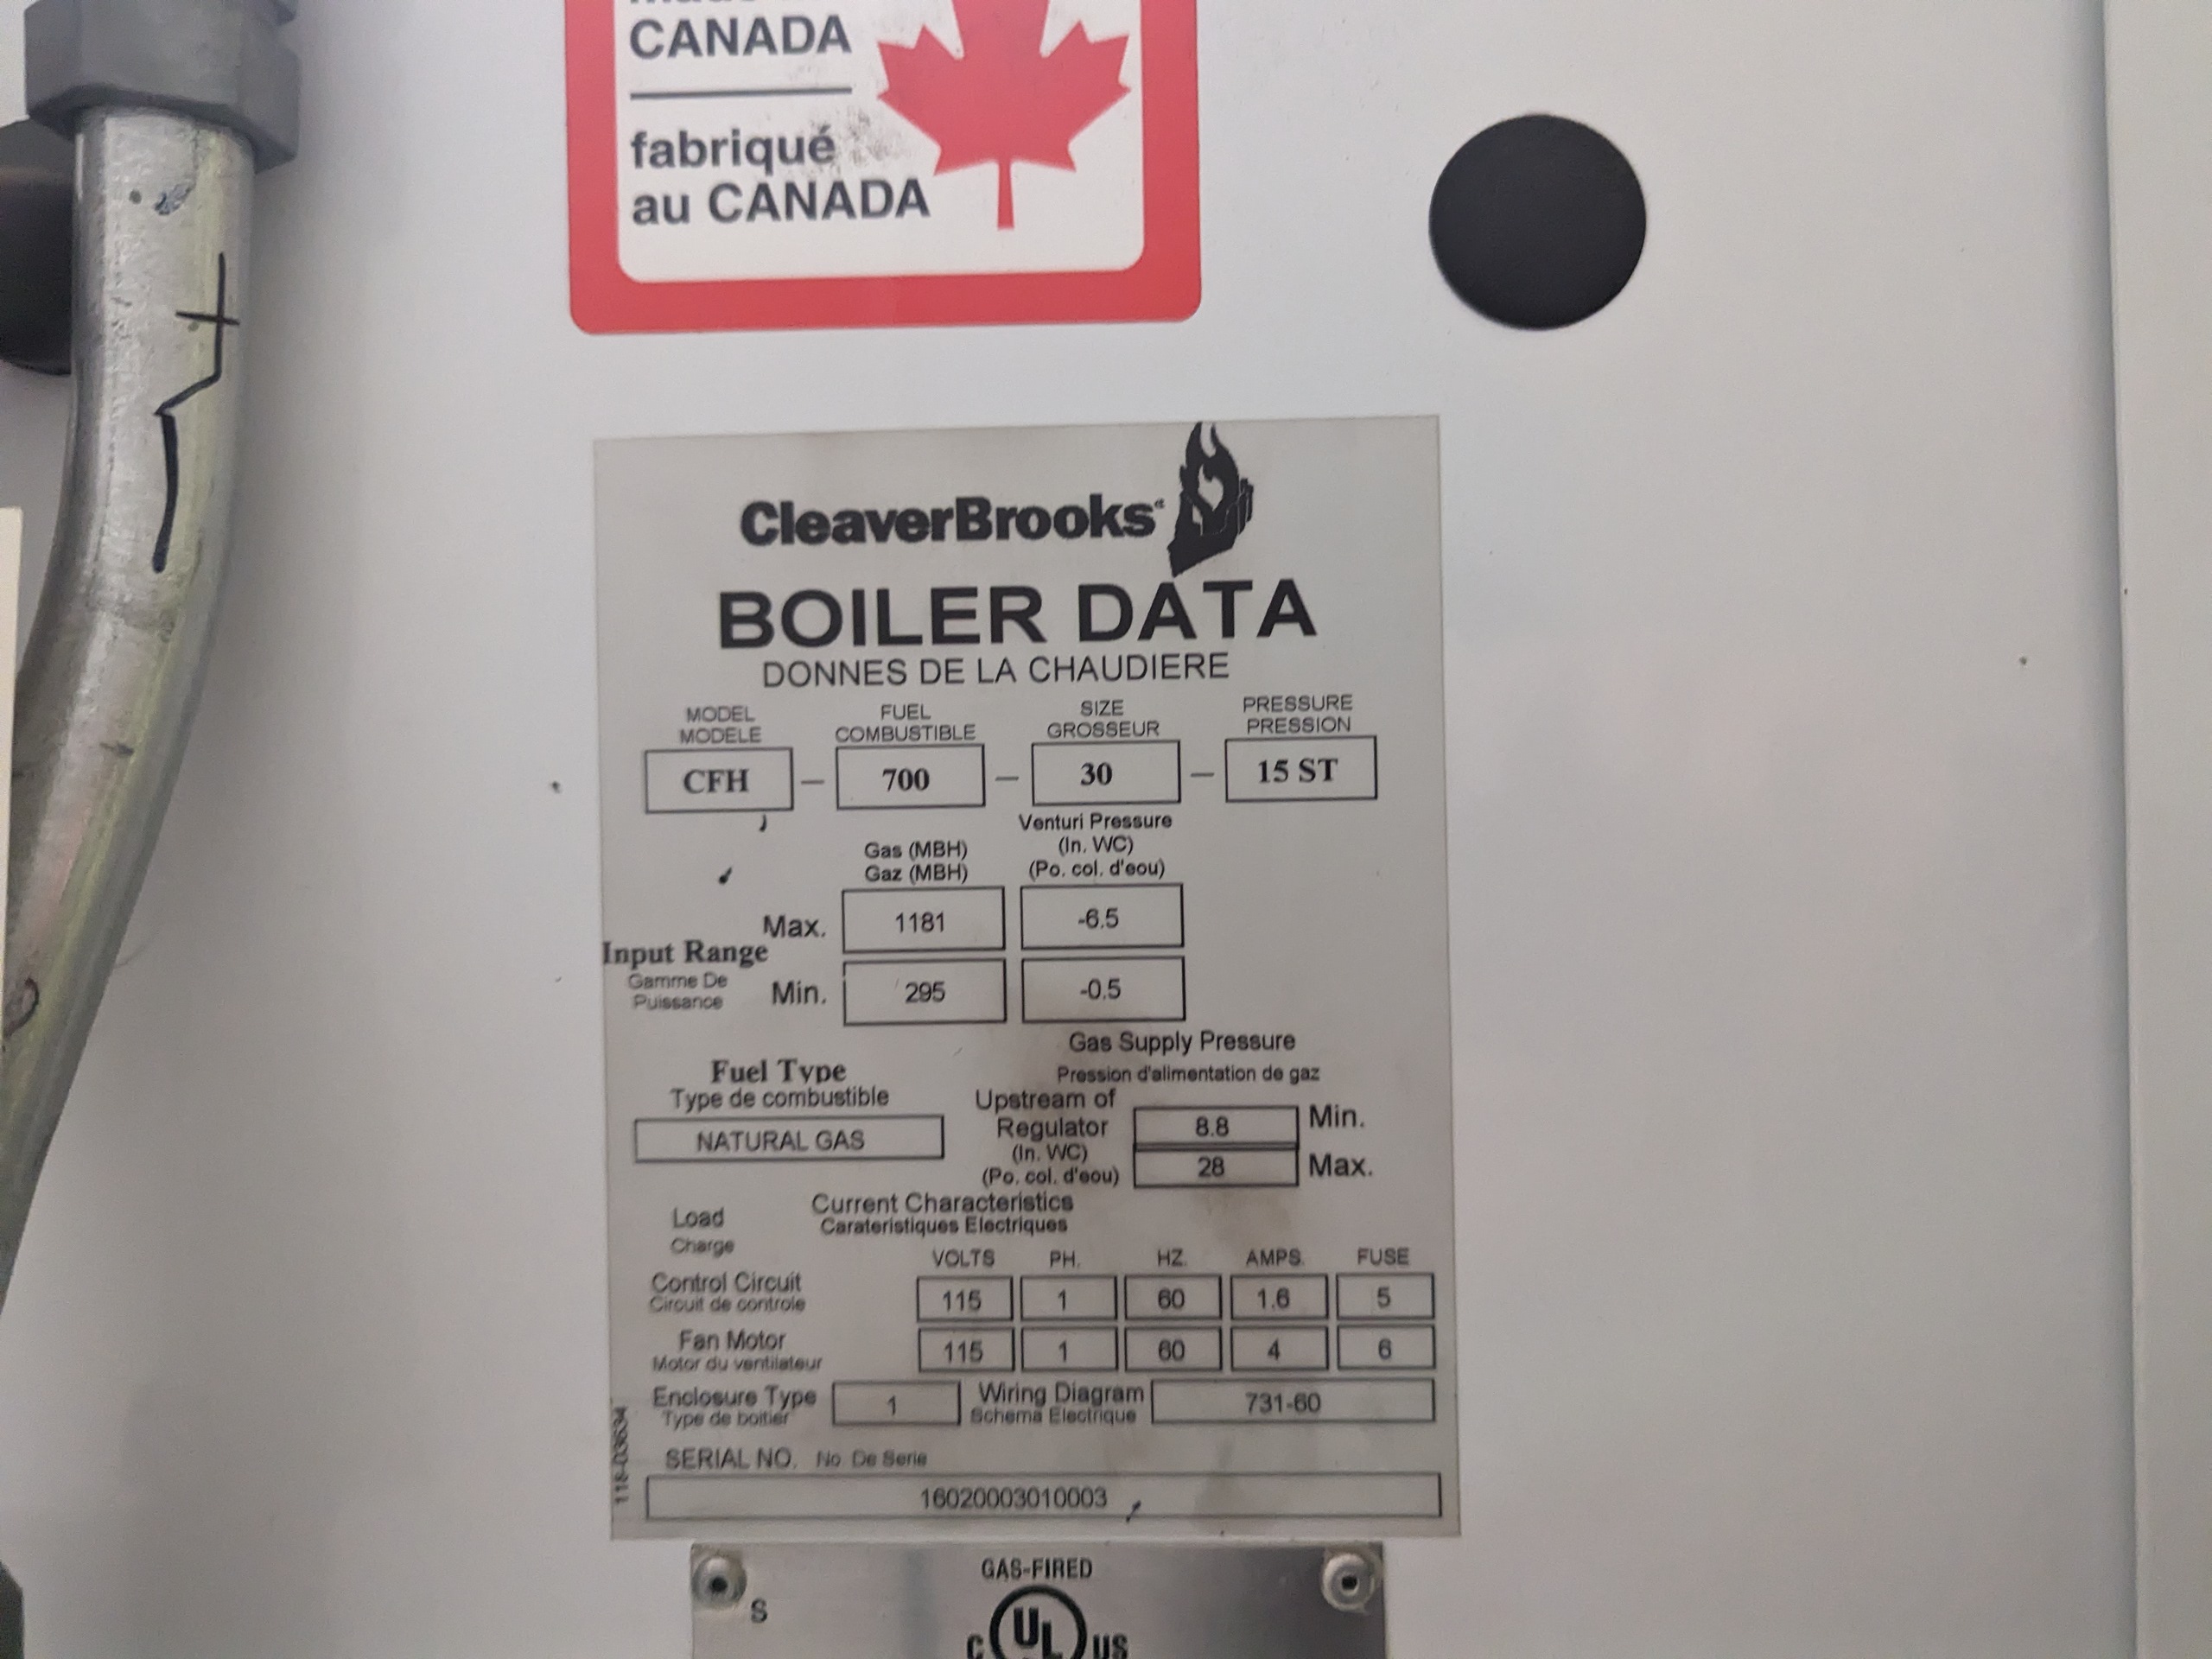 CANADA
fabriqué
au CANADA
CleaverBrooks
BOILER DATA
DONNES DE LA CHAUDIERE
MODEL FUEL SIZE PRESSURE
MODELE COMBUSTIBLE GROSSEUR PRESSION
CFH – 700 – 30 – 15 ST
Venturi Pressure
Gas (MBH) (In. WC)
Gaz (MBH) (Po. col. d'eou)
Max. 1181 -6.5
Input Range
Gamme De
Puissance
Min. 295 -0.5
Gas Supply Pressure
Fuel Type Pression d'alimentation de gaz
Type de combustible Upstream of
NATURAL GAS Regulator 8.8 Min.
(In. WC)
(Po. col. d'eou) 28 Max.
Current Characteristics
Load Carateristiques Electriques
Charge
VOLTS PH. HZ. AMPS. FUSE
Control Circuit 115 1 60 1.6 5
Circuit de controle
Fan Motor 115 1 60 4 6
Motor du ventilateur
Enclosure Type 1 Wiring Diagram 731-60
Type de boitier Schema Electrique
118-03634
SERIAL NO. No. De Serie
16020003010003
GAS-FIRED
S
C UL US